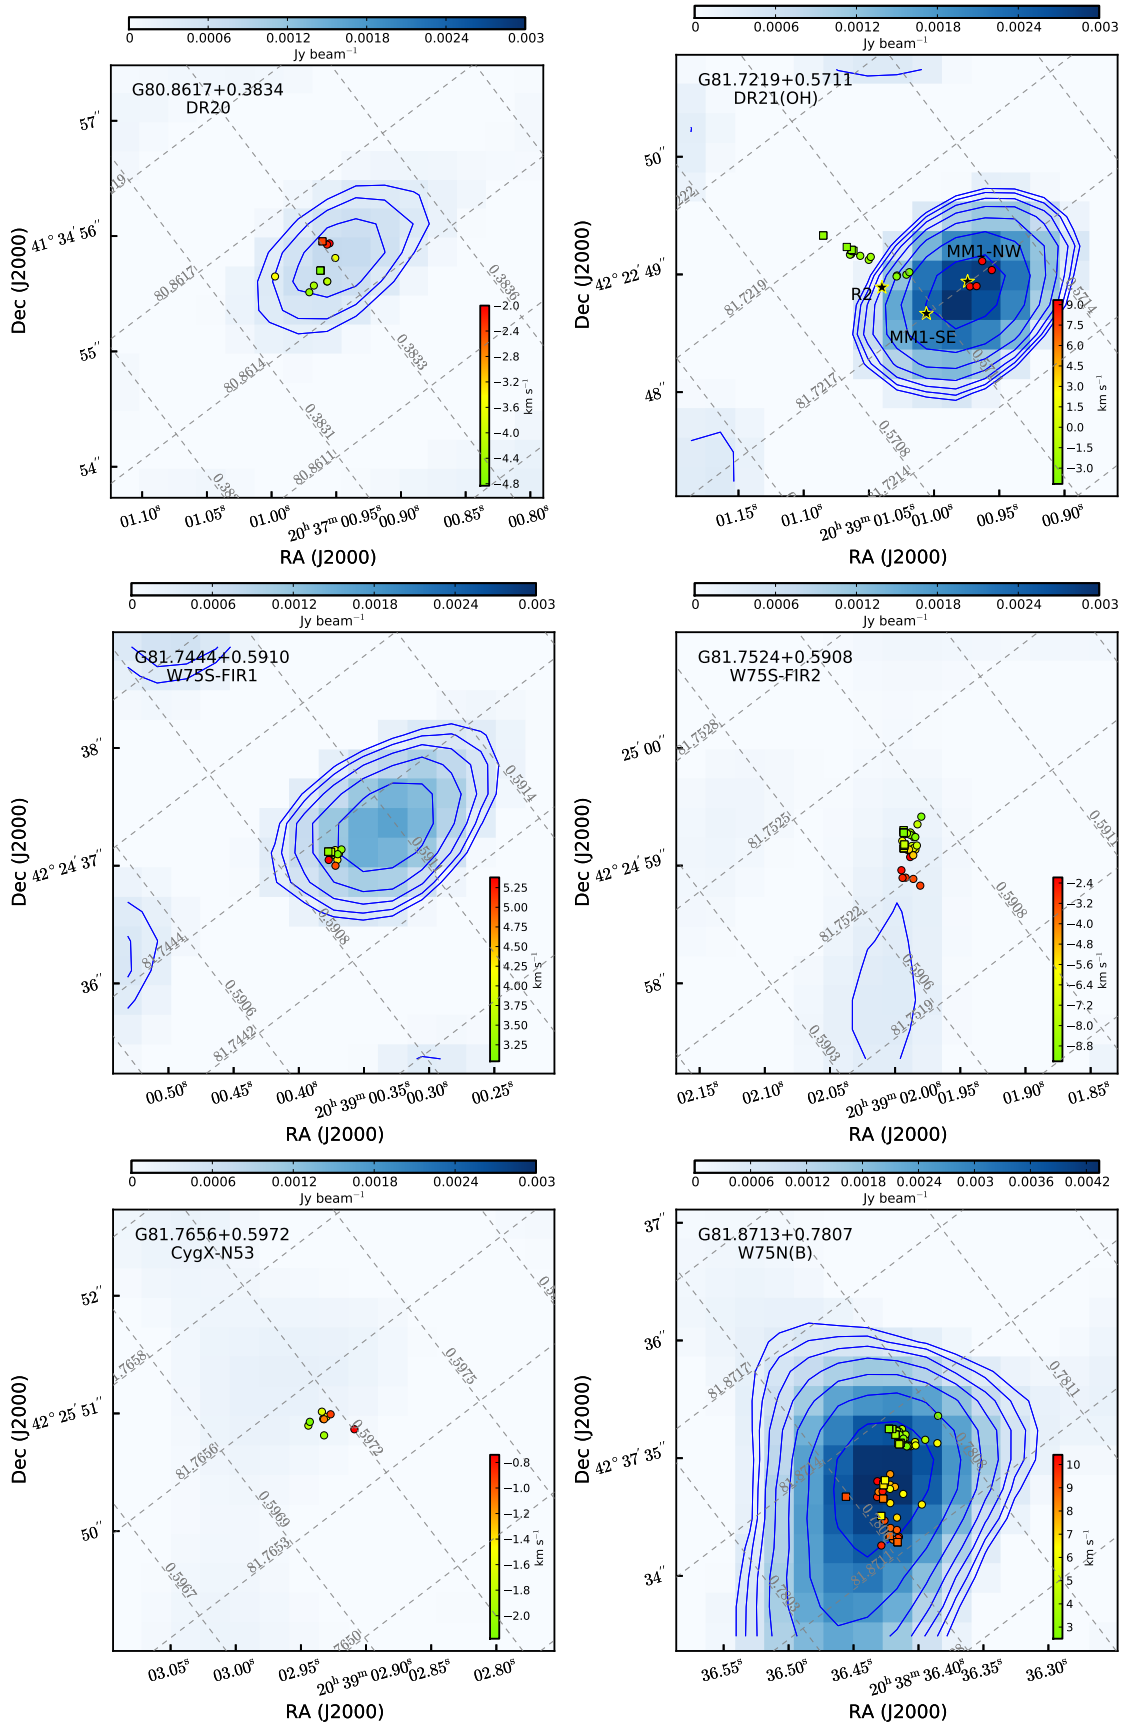 0 0.0006 0.0012 0.0018 0.0024 0.003
Jy beam⁻¹
G80.8617+0.3834
DR20
57′′
41° 34′ 56′′
55′′
54′′
Dec (J2000)
80.8617
80.8614
80.8611
0.3836
0.3833
0.3831
−2.0
−2.4
−2.8
−3.2
−3.6
−4.0
−4.4
−4.8
km s⁻¹
01.10ˢ 01.05ˢ 01.00ˢ 20ʰ 37ᵐ 00.95ˢ 00.90ˢ 00.85ˢ 00.80ˢ
RA (J2000)
0 0.0006 0.0012 0.0018 0.0024 0.003
Jy beam⁻¹
G81.7219+0.5711
DR21(OH)
50′′
42° 22′ 49′′
48′′
Dec (J2000)
MM1-NW
R2
MM1-SE
81.7219
81.7217
81.7214
0.5714
0.5708
9.0
7.5
6.0
4.5
3.0
1.5
0.0
−1.5
−3.0
km s⁻¹
01.15ˢ 01.10ˢ 20ʰ 39ᵐ 01.05ˢ 01.00ˢ 00.95ˢ 00.90ˢ
RA (J2000)
0 0.0006 0.0012 0.0018 0.0024 0.003
Jy beam⁻¹
G81.7444+0.5910
W75S-FIR1
38′′
42° 24′ 37′′
36′′
Dec (J2000)
0.5914
0.5911
0.5908
0.5906
81.7444
81.7442
5.25
5.00
4.75
4.50
4.25
4.00
3.75
3.50
3.25
km s⁻¹
00.50ˢ 00.45ˢ 00.40ˢ 20ʰ 39ᵐ 00.35ˢ 00.30ˢ 00.25ˢ
RA (J2000)
0 0.0006 0.0012 0.0018 0.0024 0.003
Jy beam⁻¹
G81.7524+0.5908
W75S-FIR2
25′ 00′′
42° 24′ 59′′
58′′
Dec (J2000)
81.7528
81.7525
81.7522
81.7519
0.5911
0.5908
0.5906
0.5903
−2.4
−3.2
−4.0
−4.8
−5.6
−6.4
−7.2
−8.0
−8.8
km s⁻¹
02.15ˢ 02.10ˢ 02.05ˢ 20ʰ 39ᵐ 02.00ˢ 01.95ˢ 01.90ˢ 01.85ˢ
RA (J2000)
0 0.0006 0.0012 0.0018 0.0024 0.003
Jy beam⁻¹
G81.7656+0.5972
CygX-N53
52′′
42° 25′ 51′′
50′′
Dec (J2000)
81.7658
81.7656
81.7653
0.5975
0.5972
0.5969
0.5967
−0.8
−1.0
−1.2
−1.4
−1.6
−1.8
−2.0
km s⁻¹
03.05ˢ 03.00ˢ 02.95ˢ 20ʰ 39ᵐ 02.90ˢ 02.85ˢ 02.80ˢ
RA (J2000)
0 0.0006 0.0012 0.0018 0.0024 0.003 0.0036 0.0042
Jy beam⁻¹
G81.8713+0.7807
W75N(B)
37′′
36′′
42° 37′ 35′′
34′′
Dec (J2000)
81.8717
81.8714
81.8711
0.7811
0.7808
0.7803
10
9
8
7
6
5
4
3
km s⁻¹
36.55ˢ 36.50ˢ 36.45ˢ 20ʰ 38ᵐ 36.40ˢ 36.35ˢ 36.30ˢ
RA (J2000)